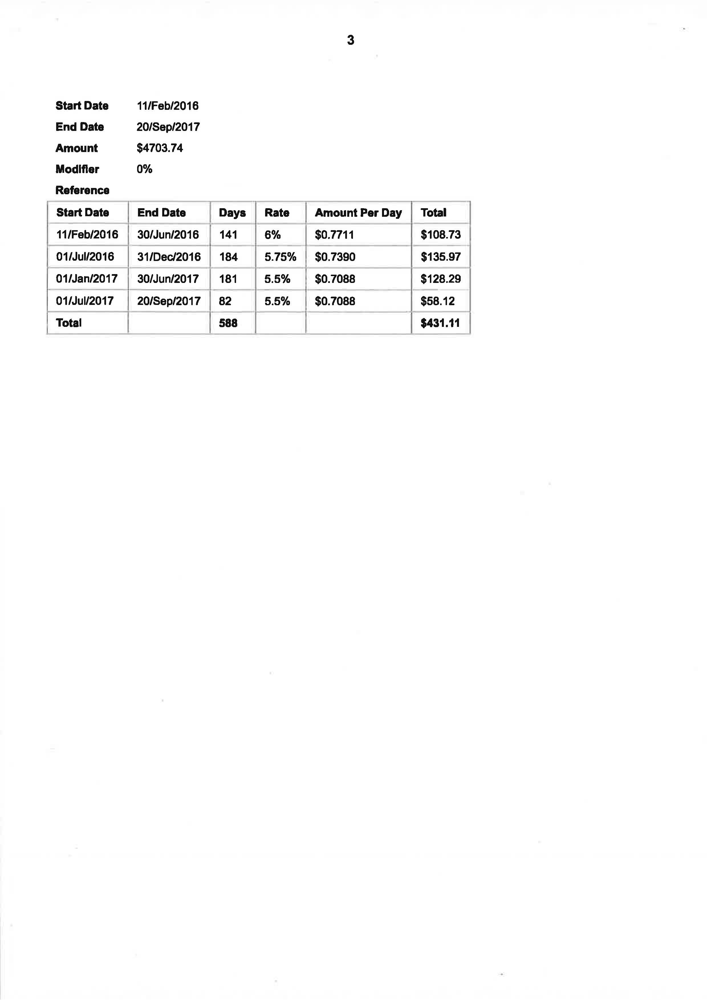 3
Start Date 11/Feb/2016
End Date 20/Sep/2017
Amount $4703.74
Modifier 0%
Reference
Start Date End Date Days Rate Amount Per Day Total
11/Feb/2016 30/Jun/2016 141 6% $0.7711 $108.73
01/Jul/2016 31/Dec/2016 184 5.75% $0.7390 $135.97
01/Jan/2017 30/Jun/2017 181 5.5% $0.7088 $128.29
01/Jul/2017 20/Sep/2017 82 5.5% $0.7088 $58.12
Total 588 $431.11